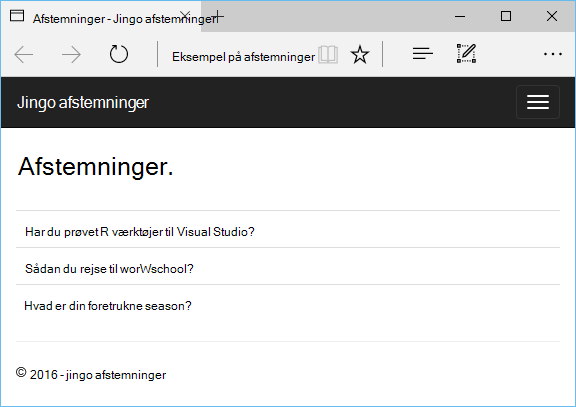 Afstemninger - Jingo afstemninger
Eksempel på afstemninger
Jingo afstemninger
Afstemninger.
Har du prøvet R værktøjer til Visual Studio?
Sådan du rejse til worWschool?
Hvad er din foretrukne season?
© 2016 - jingo afstemninger